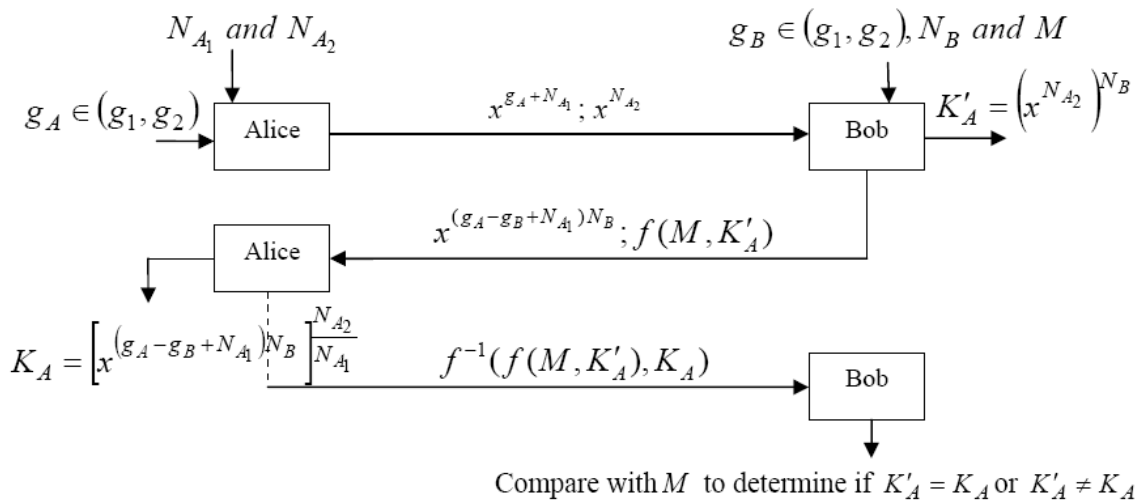 N_{A_1} and N_{A_2}
g_B ∈ (g_1, g_2), N_B and M
g_A ∈ (g_1, g_2)
Alice
x^{g_A + N_{A_1}} ; x^{N_{A_2}}
Bob
K'_A = (x^{N_{A_2}})^{N_B}
Alice
x^{(g_A - g_B + N_{A_1}) N_B} ; f(M, K'_A)
K_A = [x^{(g_A - g_B + N_{A_1}) N_B}]^{\frac{N_{A_2}}{N_{A_1}}}
f^{-1}(f(M, K'_A), K_A)
Bob
Compare with M to determine if K'_A = K_A or K'_A ≠ K_A